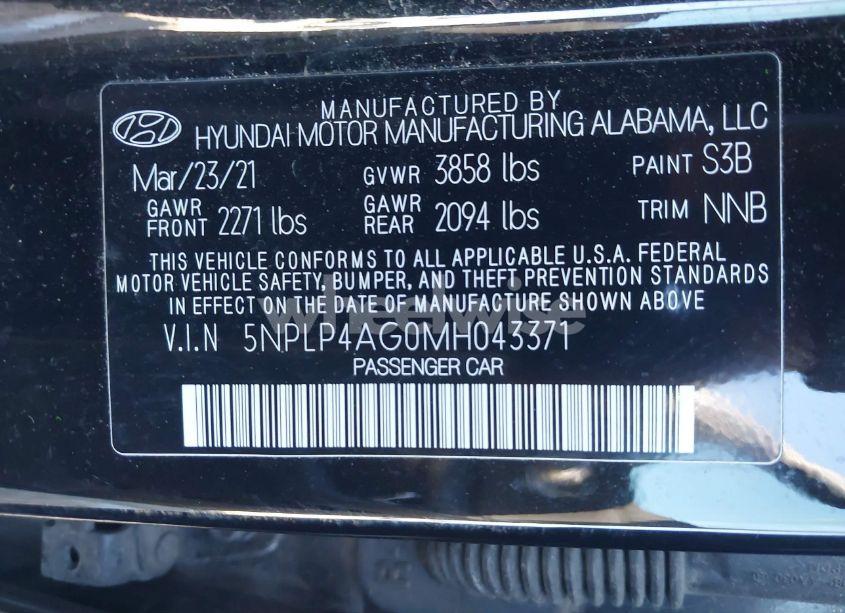 MANUFACTURED BY
HYUNDAI MOTOR MANUFACTURING ALABAMA, LLC
Mar/23/21 GVWR 3858 lbs PAINT S3B
GAWR FRONT 2271 lbs GAWR REAR 2094 lbs TRIM NNB
THIS VEHICLE CONFORMS TO ALL APPLICABLE U.S.A. FEDERAL
MOTOR VEHICLE SAFETY, BUMPER, AND THEFT PREVENTION STANDARDS
IN EFFECT ON THE DATE OF MANUFACTURE SHOWN ABOVE
wheelwise
V.I.N 5NPLP4AG0MH043371
PASSENGER CAR